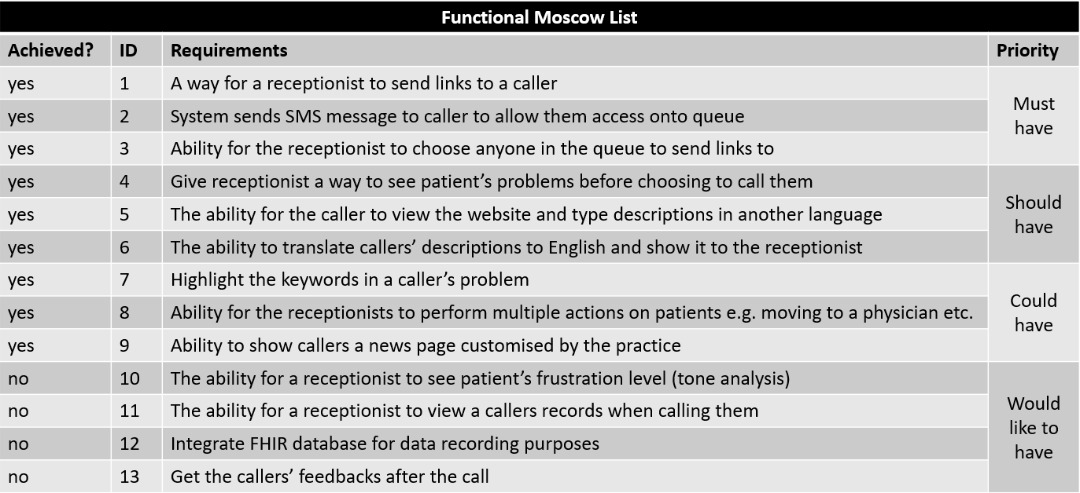 Functional Moscow List
Achieved? ID Requirements Priority
yes 1 A way for a receptionist to send links to a caller
yes 2 System sends SMS message to caller to allow them access onto queue
yes 3 Ability for the receptionist to choose anyone in the queue to send links to
Must
have
yes 4 Give receptionist a way to see patient’s problems before choosing to call them
yes 5 The ability for the caller to view the website and type descriptions in another language
yes 6 The ability to translate callers’ descriptions to English and show it to the receptionist
Should
have
yes 7 Highlight the keywords in a caller’s problem
yes 8 Ability for the receptionists to perform multiple actions on patients e.g. moving to a physician etc.
yes 9 Ability to show callers a news page customised by the practice
Could
have
no 10 The ability for a receptionist to see patient’s frustration level (tone analysis)
no 11 The ability for a receptionist to view a callers records when calling them
no 12 Integrate FHIR database for data recording purposes
no 13 Get the callers’ feedbacks after the call
Would
like to
have